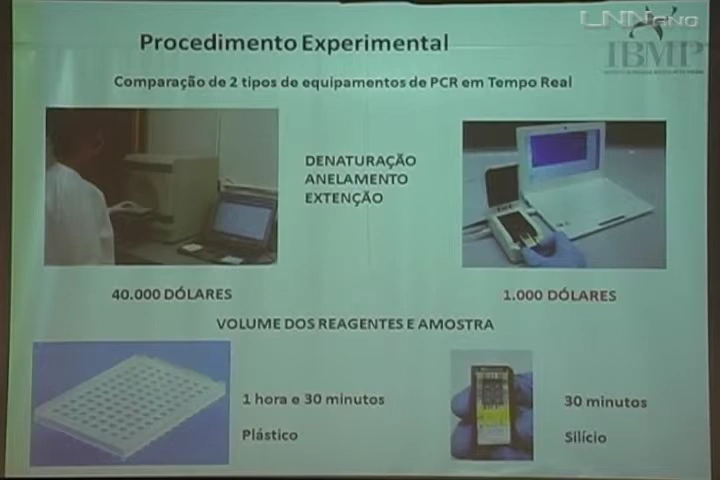 LNN
IBMP
Procedimento Experimental
Comparação de 2 tipos de equipamentos de PCR em Tempo Real
DENATURAÇÃO
ANELAMENTO
EXTENÇÃO
40.000 DÓLARES
1.000 DÓLARES
VOLUME DOS REAGENTES E AMOSTRA
1 hora e 30 minutos
30 minutos
Plástico
Silício